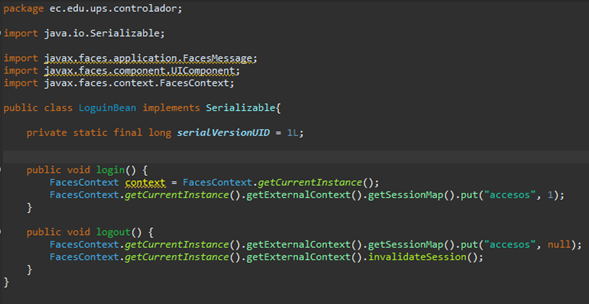 package ec.edu.ups.controlador;
import java.io.Serializable;
import javax.faces.application.FacesMessage;
import javax.faces.component.UIComponent;
import javax.faces.context.FacesContext;
public class LoguinBean implements Serializable{
private static final long serialVersionUID = 1L;
public void login() {
FacesContext context = FacesContext.getCurrentInstance();
FacesContext.getCurrentInstance().getExternalContext().getSessionMap().put("accesos", 1);
}
public void logout() {
FacesContext.getCurrentInstance().getExternalContext().getSessionMap().put("accesos", null);
FacesContext.getCurrentInstance().getExternalContext().invalidateSession();
}
}